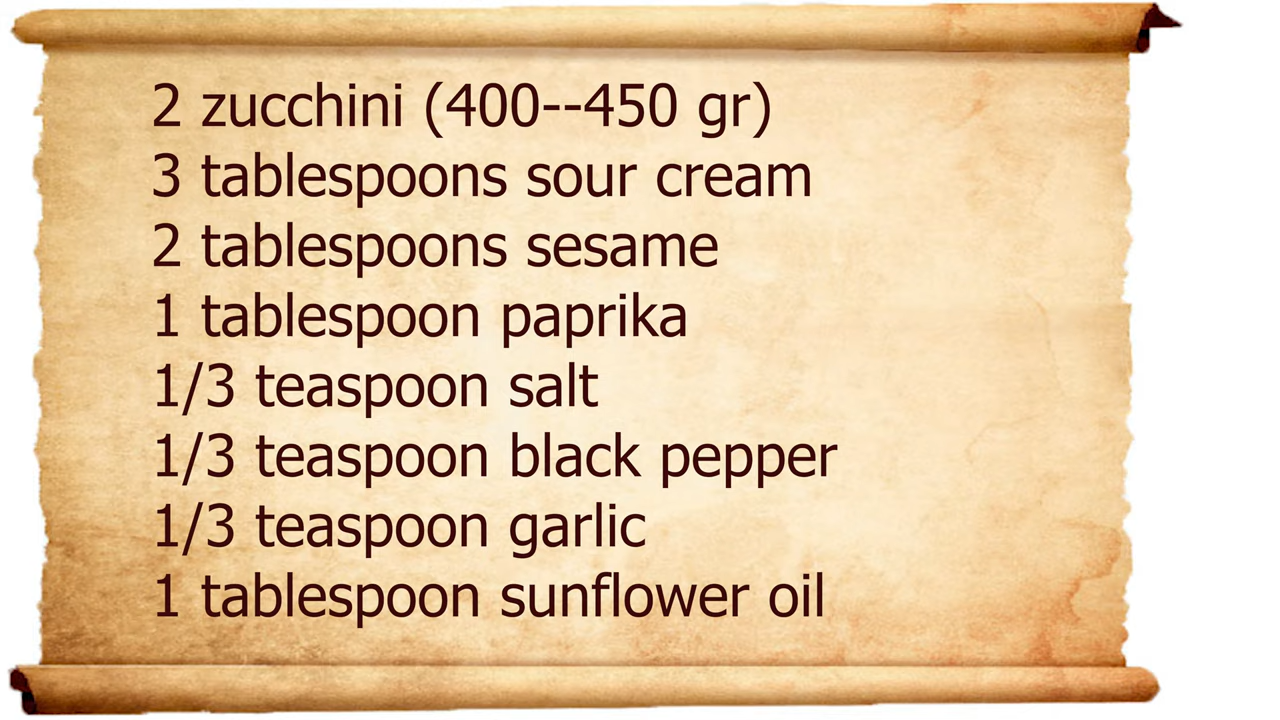 2 zucchini (400--450 gr)
3 tablespoons sour cream
2 tablespoons sesame
1 tablespoon paprika
1/3 teaspoon salt
1/3 teaspoon black pepper
1/3 teaspoon garlic
1 tablespoon sunflower oil